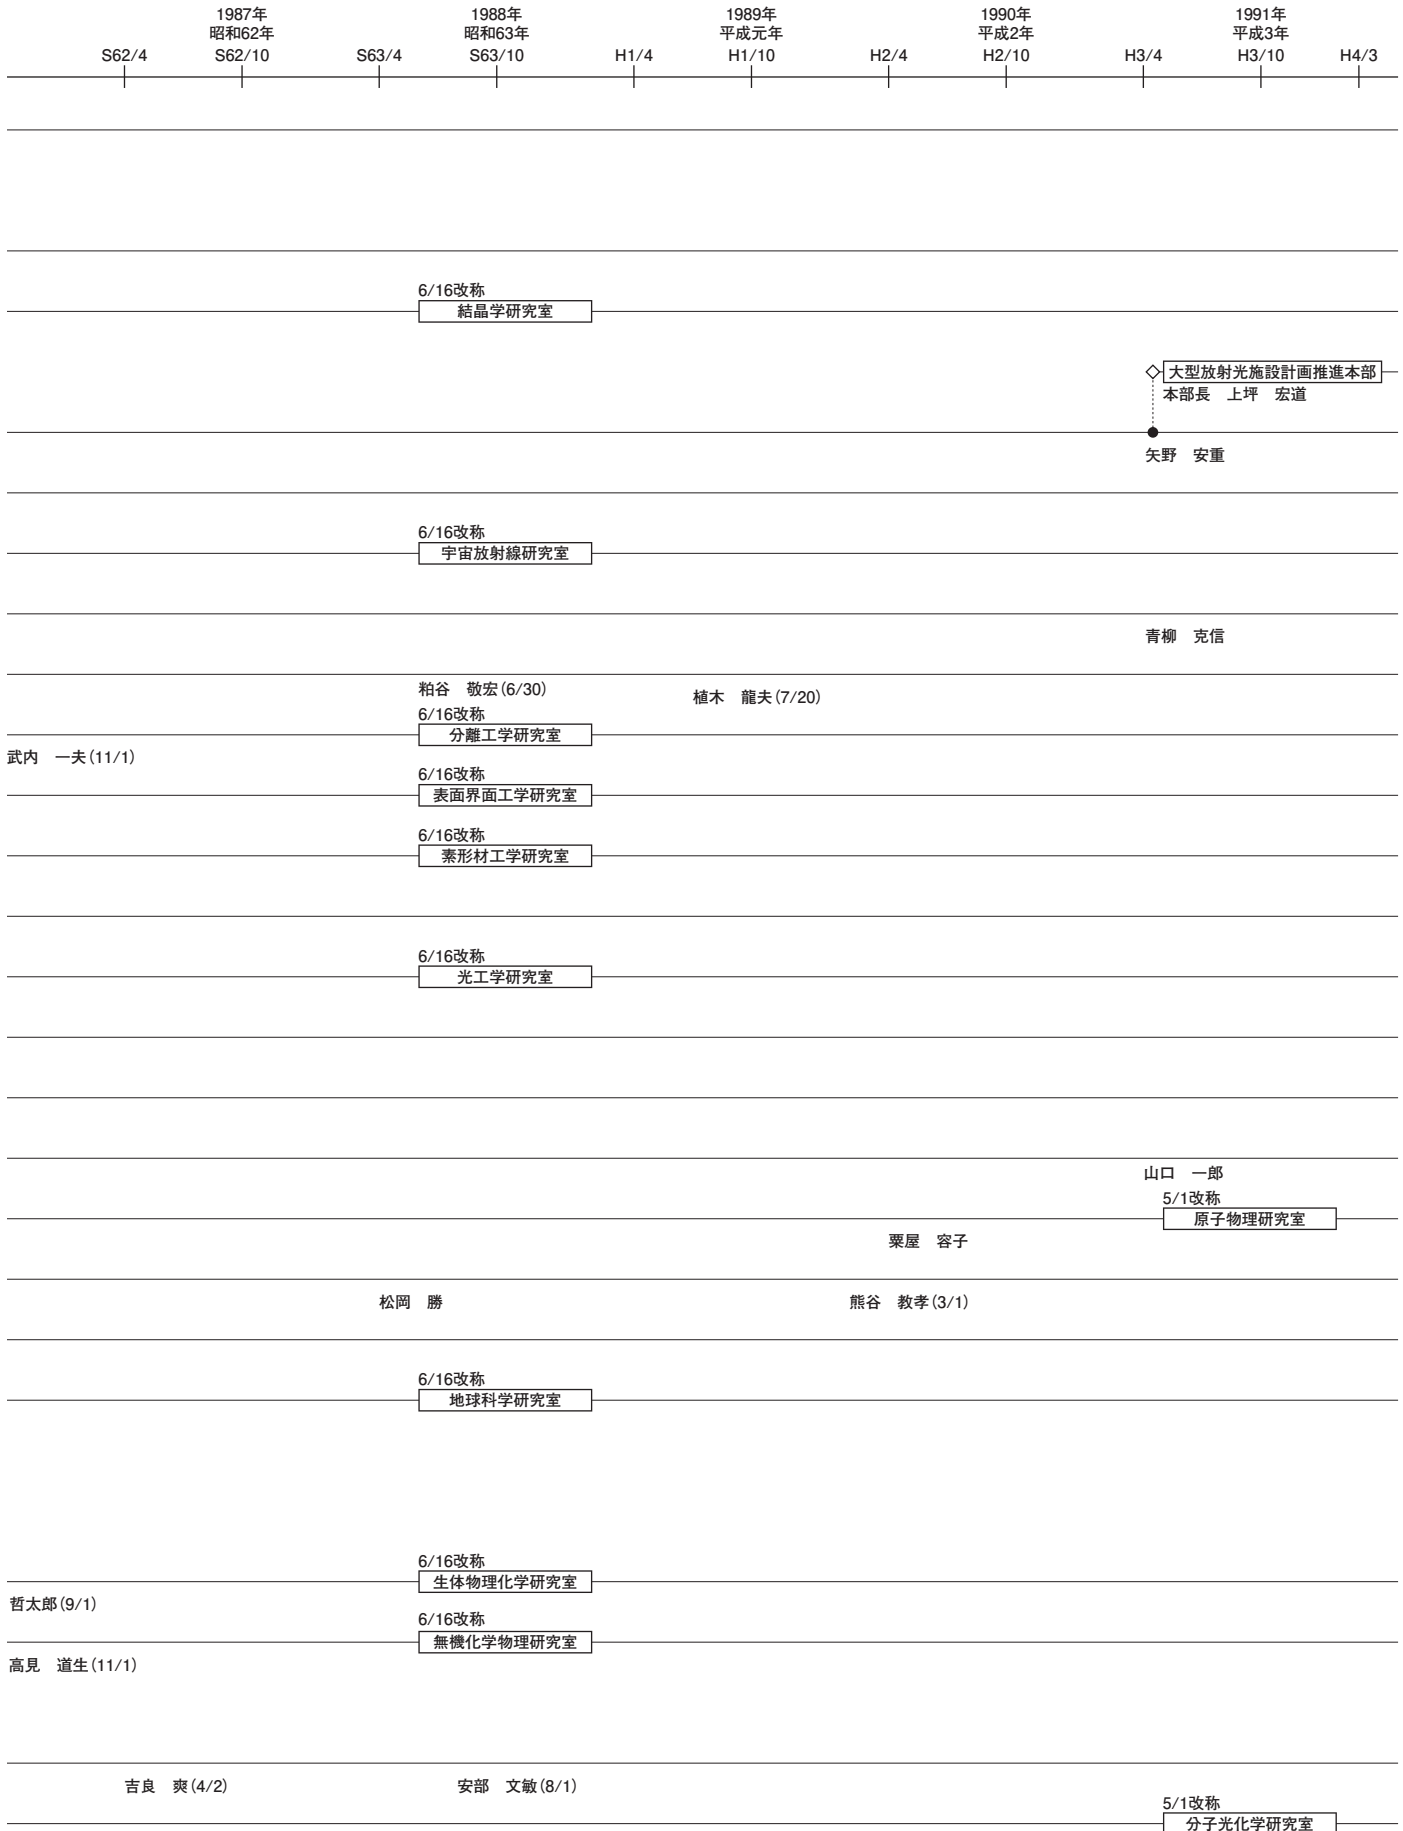 1987年
昭和62年
1988年
昭和63年
1989年
平成元年
1990年
平成2年
1991年
平成3年
S62/4
S62/10
S63/4
S63/10
H1/4
H1/10
H2/4
H2/10
H3/4
H3/10
H4/3
6/16改称
結晶学研究室
大型放射光施設計画推進本部
本部長　上坪　宏道
矢野　安重
6/16改称
宇宙放射線研究室
青柳　克信
粕谷　敬宏(6/30)
植木　龍夫(7/20)
6/16改称
分離工学研究室
武内　一夫(11/1)
6/16改称
表面界面工学研究室
6/16改称
素形材工学研究室
6/16改称
光工学研究室
山口　一郎
5/1改称
原子物理研究室
粟屋　容子
松岡　勝
熊谷　教孝(3/1)
6/16改称
地球科学研究室
6/16改称
生体物理化学研究室
哲太郎(9/1)
6/16改称
無機化学物理研究室
高見　道生(11/1)
吉良　爽(4/2)
安部　文敏(8/1)
5/1改称
分子光化学研究室